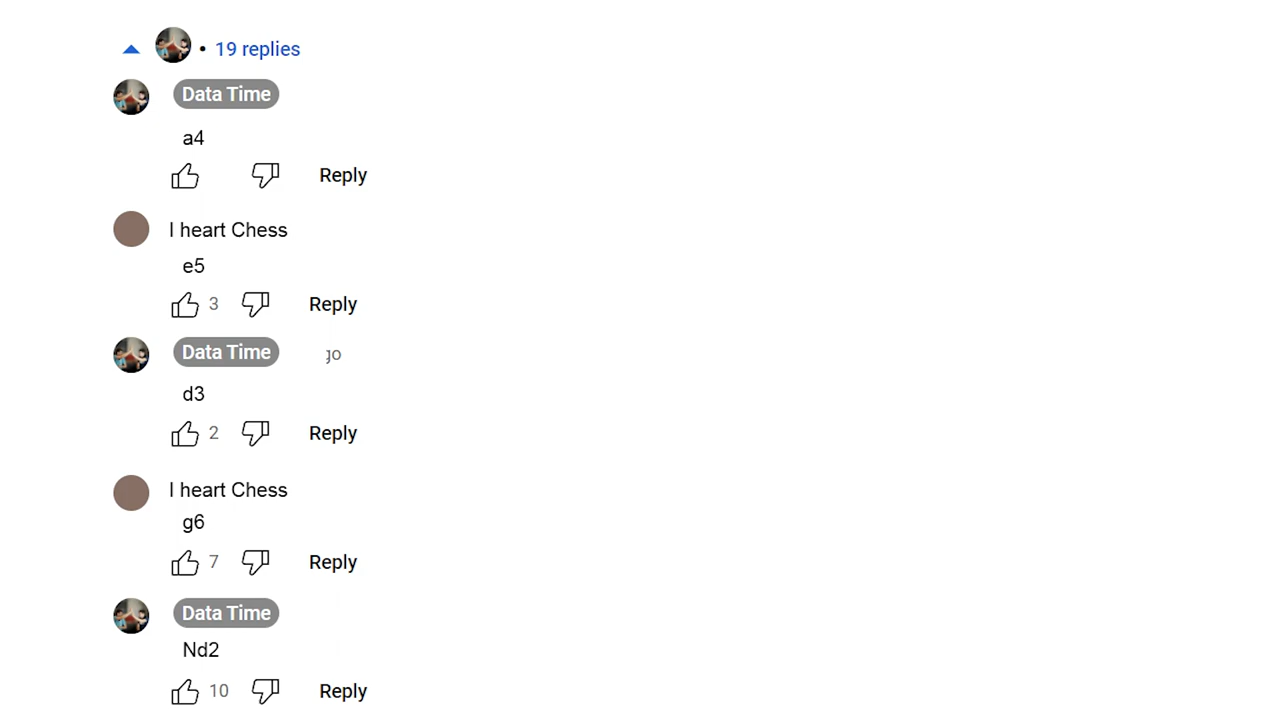 • 19 replies
Data Time
a4
Reply
I heart Chess
e5
3 Reply
Data Time go
d3
2 Reply
I heart Chess
g6
7 Reply
Data Time
Nd2
10 Reply